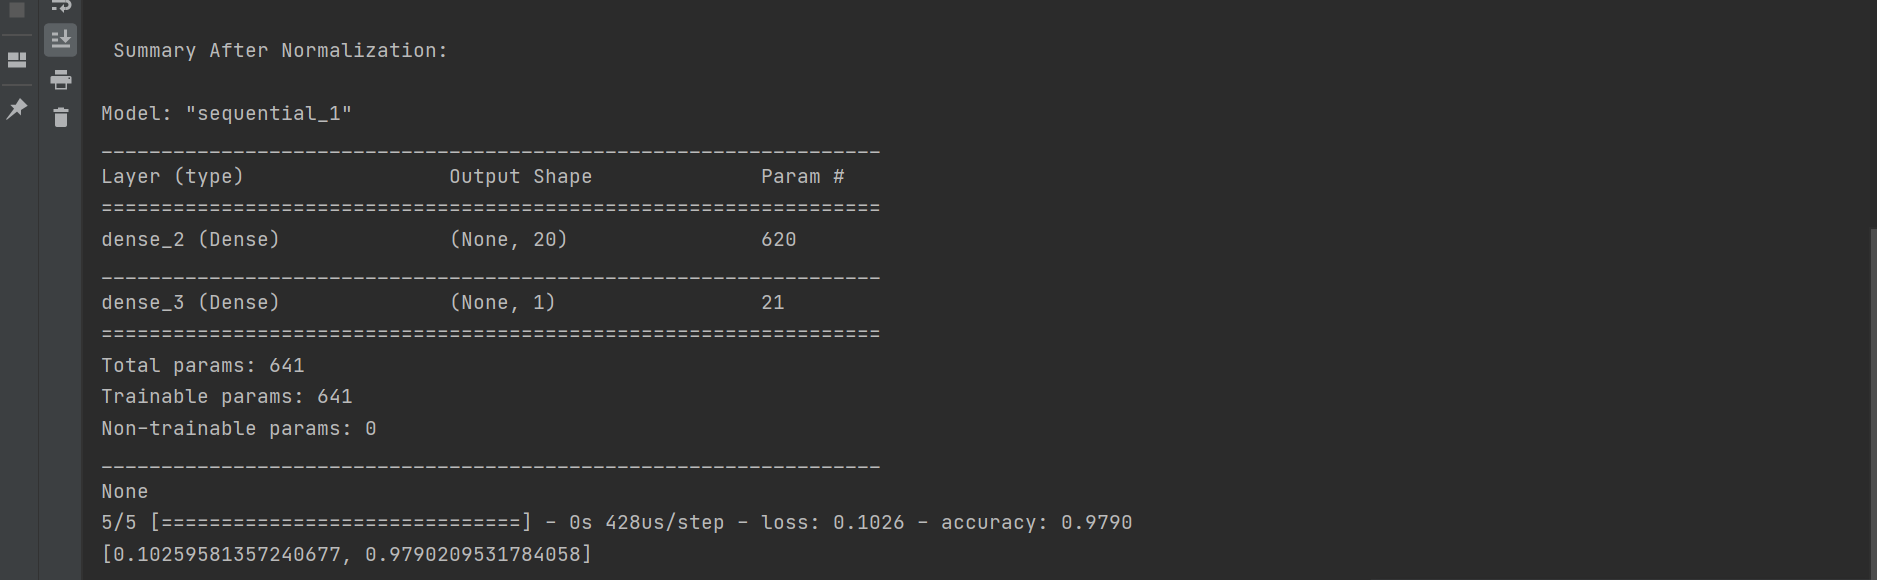 Summary After Normalization:
Model: "sequential_1"
_________________________________________________________________
Layer (type)                 Output Shape              Param #
=================================================================
dense_2 (Dense)              (None, 20)                620
_________________________________________________________________
dense_3 (Dense)              (None, 1)                 21
=================================================================
Total params: 641
Trainable params: 641
Non-trainable params: 0
_________________________________________________________________
None
5/5 [==============================] - 0s 428us/step - loss: 0.1026 - accuracy: 0.9790
[0.10259581357240677, 0.9790209531784058]